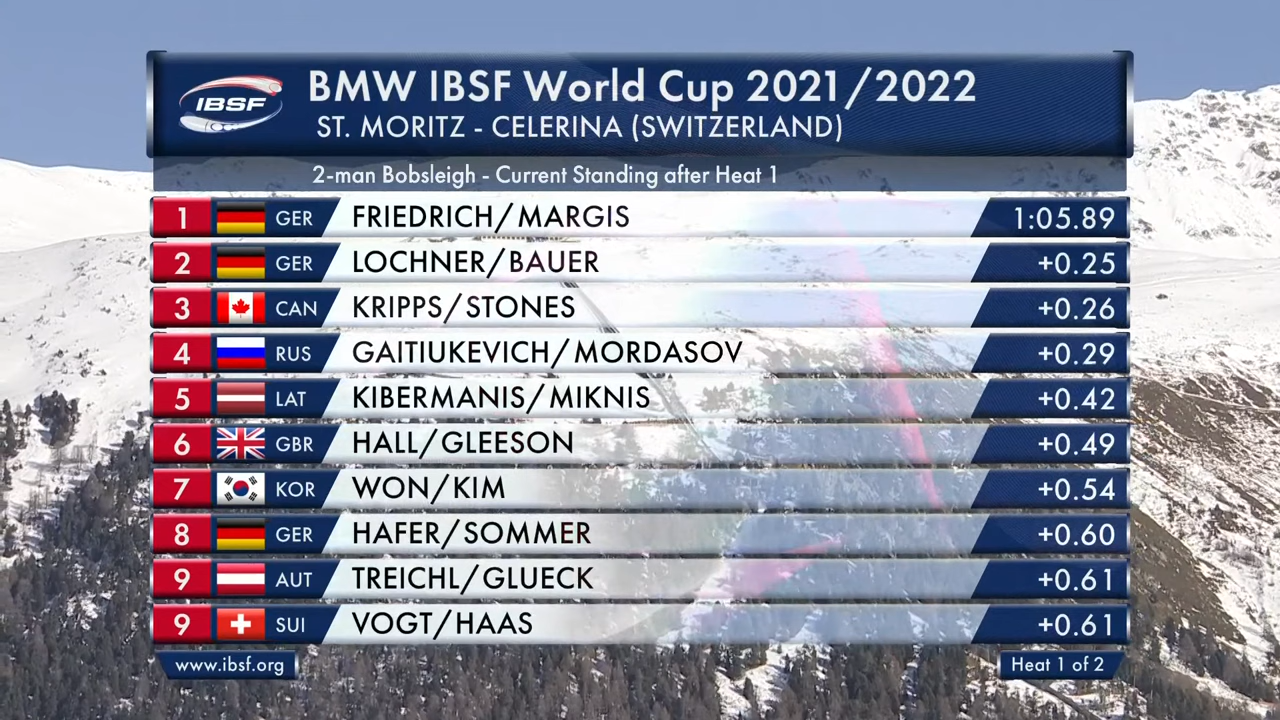 IBSF
BMW IBSF World Cup 2021/2022
ST. MORITZ - CELERINA (SWITZERLAND)
2-man Bobsleigh - Current Standing after Heat 1
1 GER FRIEDRICH/MARGIS 1:05.89
2 GER LOCHNER/BAUER +0.25
3 CAN KRIPPS/STONES +0.26
4 RUS GAITIUKEVICH/MORDASOV +0.29
5 LAT KIBERMANIS/MIKNIS +0.42
6 GBR HALL/GLEESON +0.49
7 KOR WON/KIM +0.54
8 GER HAFER/SOMMER +0.60
9 AUT TREICHL/GLUECK +0.61
9 SUI VOGT/HAAS +0.61
www.ibsf.org Heat 1 of 2